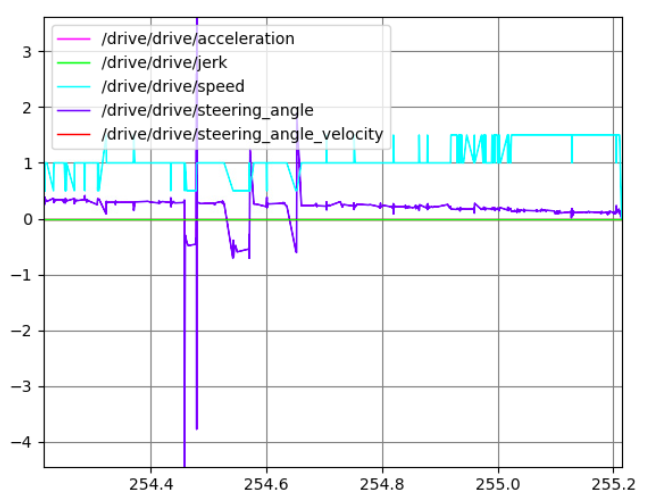 /drive/drive/acceleration
/drive/drive/jerk
/drive/drive/speed
/drive/drive/steering_angle
/drive/drive/steering_angle_velocity
3
2
1
0
−1
−2
−3
−4
254.4 254.6 254.8 255.0 255.2